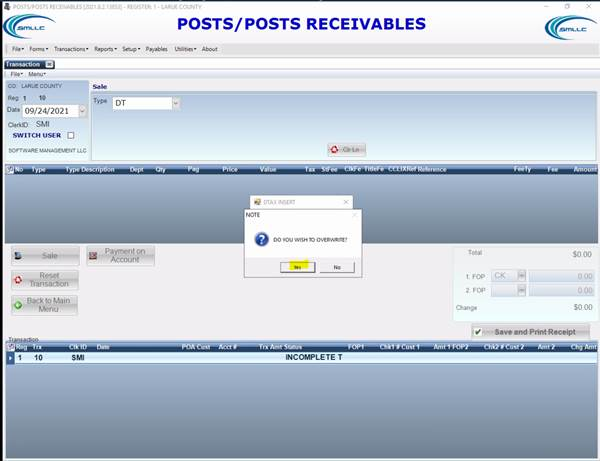 POSTS/POSTS RECEIVABLES [2021.8.2.13853] - REGISTER: 1 - LARUE COUNTY
SMLLC
POSTS/POSTS RECEIVABLES
SMLLC
File Forms Transactions Reports Setup Payables Utilities About
Transaction
File Menu
CO: LARUE COUNTY
Reg 1 10
Date 09/24/2021
ClerkID: SMI
SWITCH USER
SOFTWARE MANAGEMENT LLC
Sale
Type DT
Clr Ln
No Type Type Description Dept Qty Pag Price Value Tax StFee ClkFe TitleFe CCLIXRef Reference FeeTy Fee Amount
DTAX INSERT
NOTE
DO YOU WISH TO OVERWRITE?
No
Sale
Payment on Account
Reset Transaction
Back to Main Menu
Total $0.00
1. FOP CK 0.00
2. FOP 0.00
Change $0.00
Save and Print Receipt
Transaction
Reg Trx Clk ID Date POA Cust Acct # Trx Amt Status FOP1 Chk1 # Cust 1 Amt 1 FOP2 Chk2 # Cust 2 Amt 2 Chg Amt
1 10 SMI INCOMPLETE T